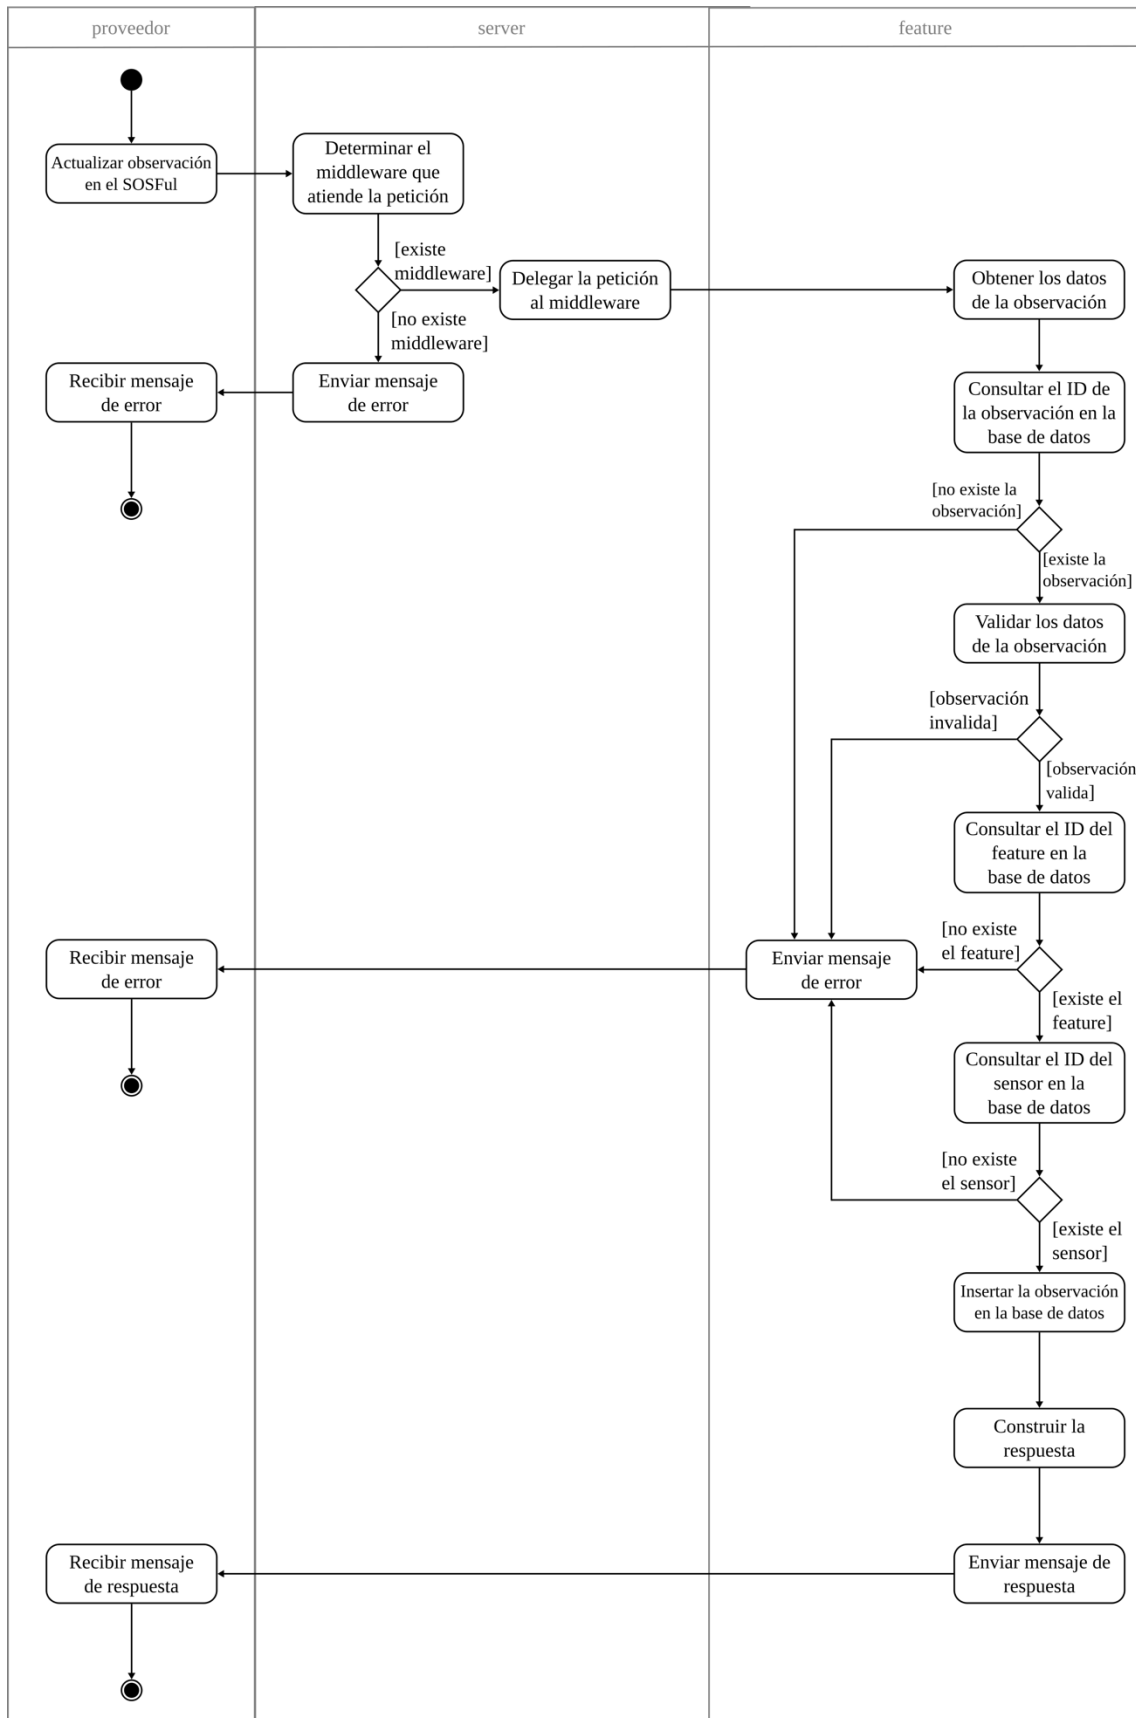 proveedor
server
feature
Actualizar observación
en el SOSFul
Determinar el
middleware que
atiende la petición
[existe
middleware]
Delegar la petición
al middleware
Obtener los datos
de la observación
[no existe
middleware]
Recibir mensaje
de error
Enviar mensaje
de error
Consultar el ID de
la observación en la
base de datos
[no existe la
observación]
[existe la
observación]
Validar los datos
de la observación
[observación
invalida]
[observación
valida]
Consultar el ID del
feature en la
base de datos
[no existe
el feature]
Recibir mensaje
de error
Enviar mensaje
de error
[existe el
feature]
Consultar el ID del
sensor en la
base de datos
[no existe
el sensor]
[existe el
sensor]
Insertar la observación
en la base de datos
Construir la
respuesta
Recibir mensaje
de respuesta
Enviar mensaje de
respuesta